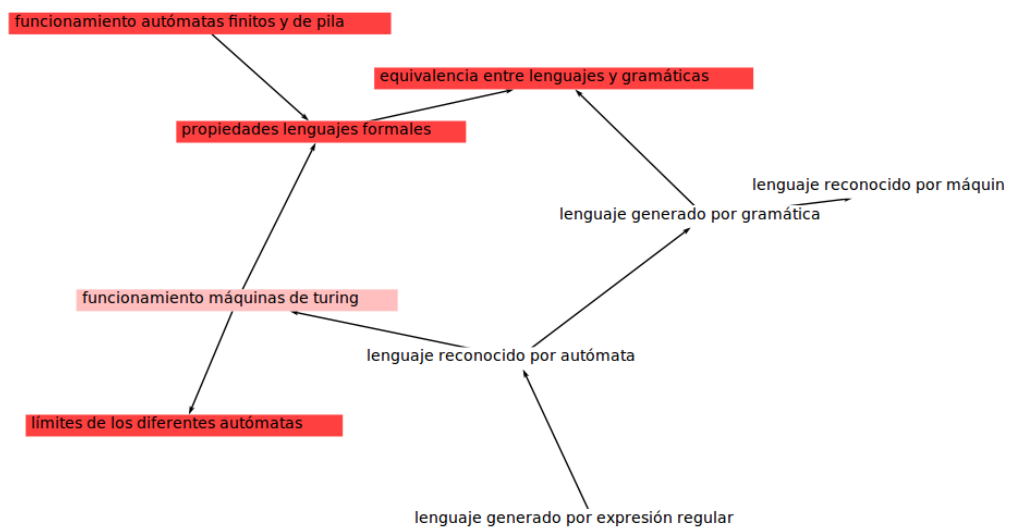 funcionamiento autómatas finitos y de pila
equivalencia entre lenguajes y gramáticas
propiedades lenguajes formales
lenguaje reconocido por máquin
lenguaje generado por gramática
funcionamiento máquinas de turing
lenguaje reconocido por autómata
límites de los diferentes autómatas
lenguaje generado por expresión regular